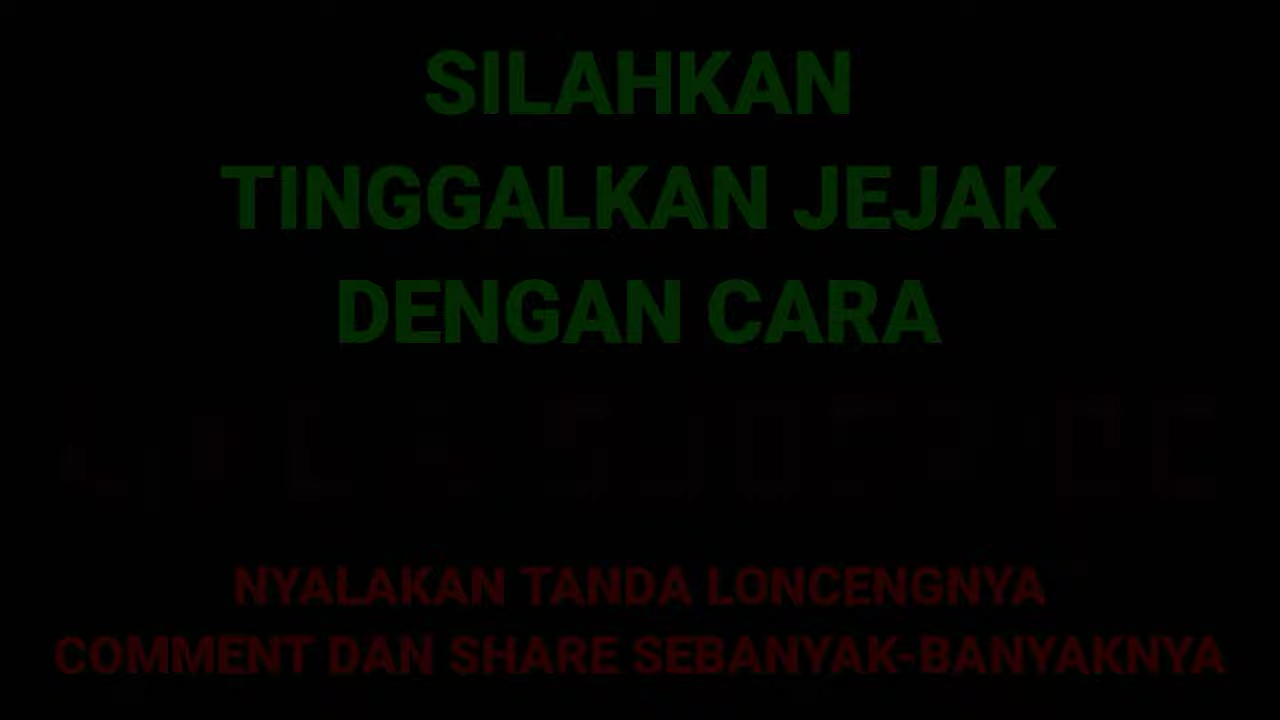 SILAHKAN
TINGGALKAN JEJAK
DENGAN CARA
NYALAKAN TANDA LONCENGNYA
COMMENT DAN SHARE SEBANYAK-BANYAKNYA